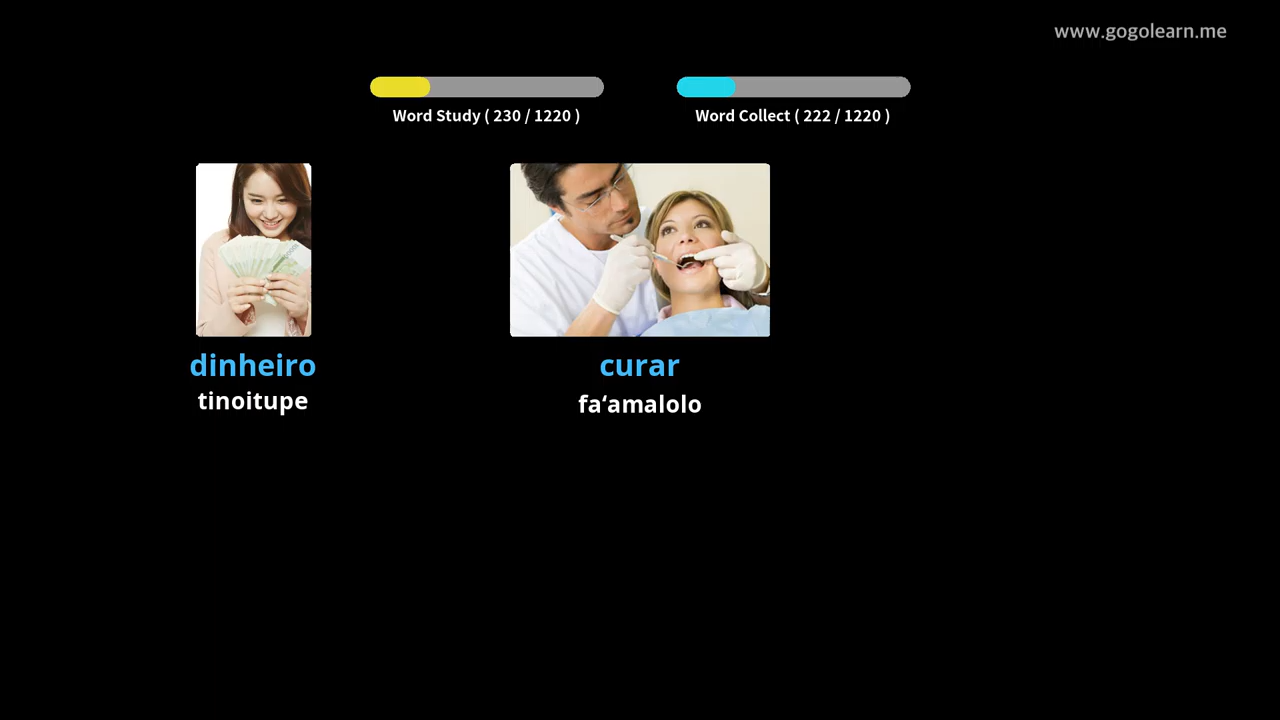 www.gogolearn.me
Word Study ( 230 / 1220 )
Word Collect ( 222 / 1220 )
dinheiro
tinoitupe
curar
fa‘amalolo